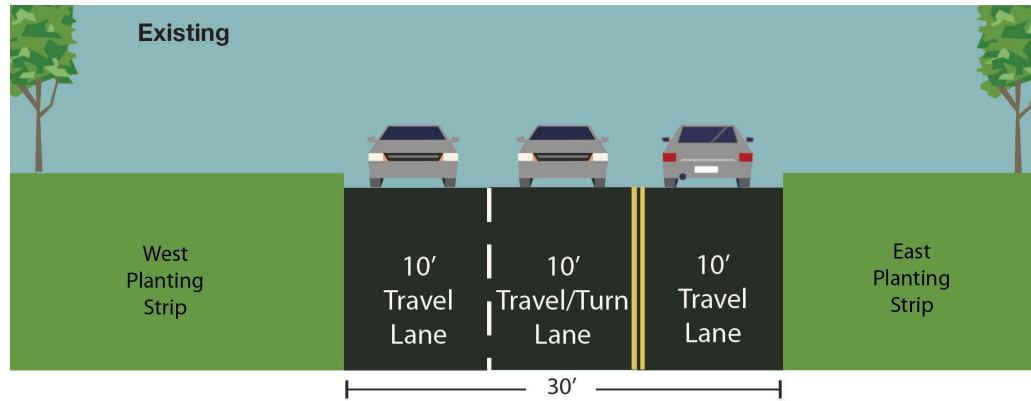 Existing
West
Planting
Strip
10’
Travel
Lane
10’
Travel/Turn
Lane
10’
Travel
Lane
East
Planting
Strip
30’